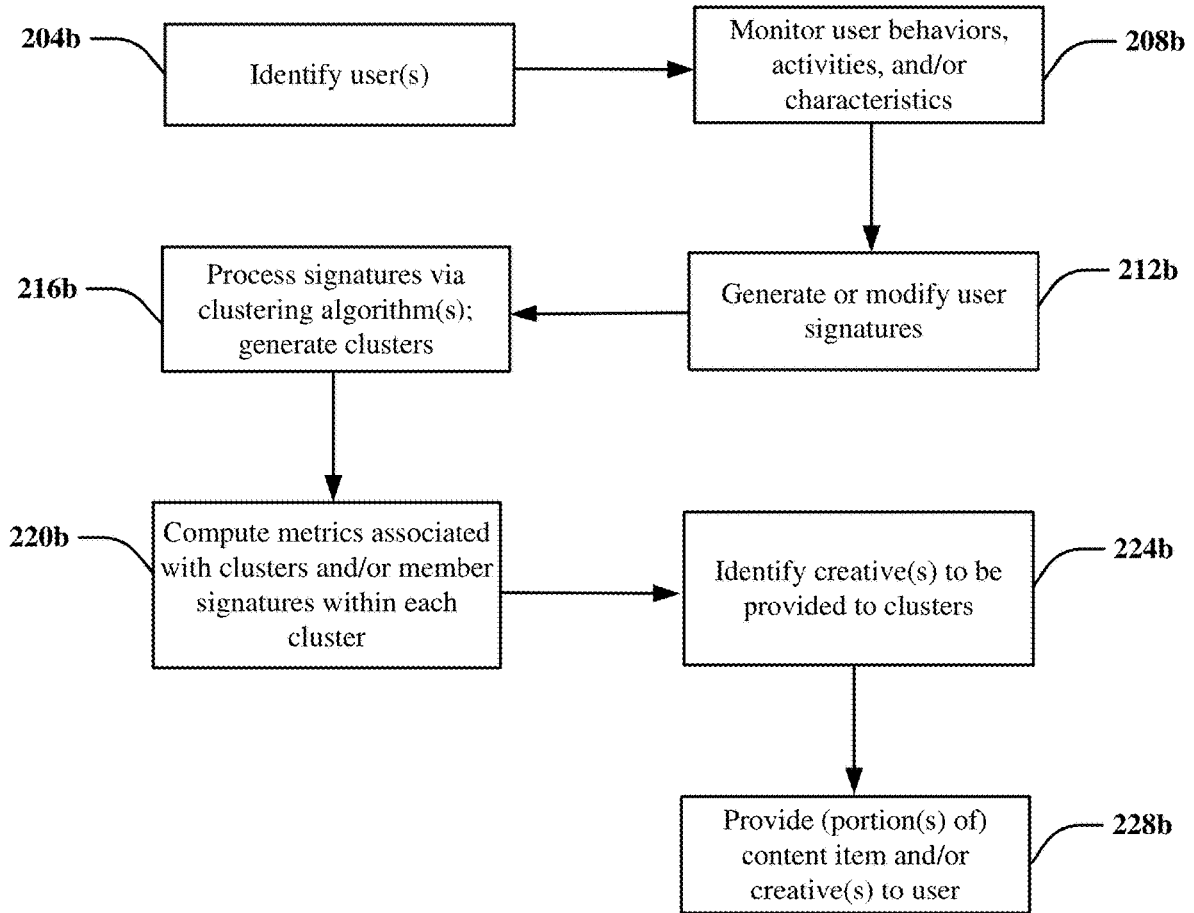 204b
Identify user(s)
Monitor user behaviors,
activities, and/or
characteristics
208b
216b
Process signatures via
clustering algorithm(s);
generate clusters
Generate or modify user
signatures
212b
220b
Compute metrics associated
with clusters and/or member
signatures within each
cluster
Identify creative(s) to be
provided to clusters
224b
Provide (portion(s) of)
content item and/or
creative(s) to user
228b